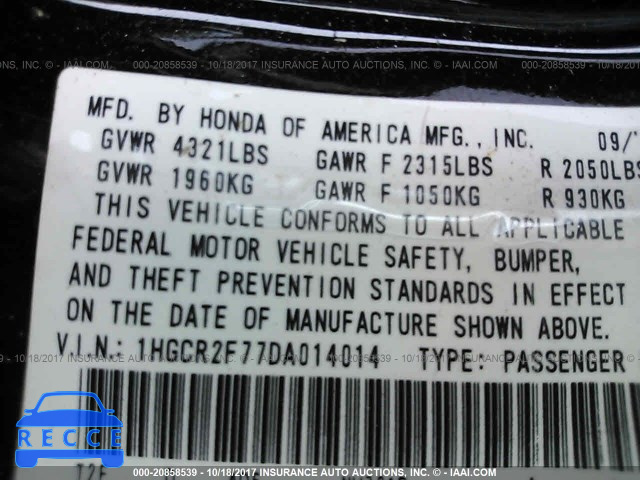 000-20858539 - 10/18/2017 INSURANCE AUTO AUCTIONS, INC. - ©IAAI.COM
MFD. BY HONDA OF AMERICA MFG., INC. 09/
GVWR 4321LBS GAWR F 2315LBS R 2050LBS
GVWR 1960KG GAWR F 1050KG R 930KG
THIS VEHICLE CONFORMS TO ALL APPLICABLE
FEDERAL MOTOR VEHICLE SAFETY, BUMPER,
AND THEFT PREVENTION STANDARDS IN EFFECT
ON THE DATE OF MANUFACTURE SHOWN ABOVE.
000-20858539 - 10/18/2017 INSURANCE AUTO AUCTIONS, INC. - ©IAAI.COM
V.I.N.: 1HGCR2F77DA014014 TYPE: PASSENGER
RECCE
000-20858539 - 10/18/2017 INSURANCE AUTO AUCTIONS, INC. - ©IAAI.COM